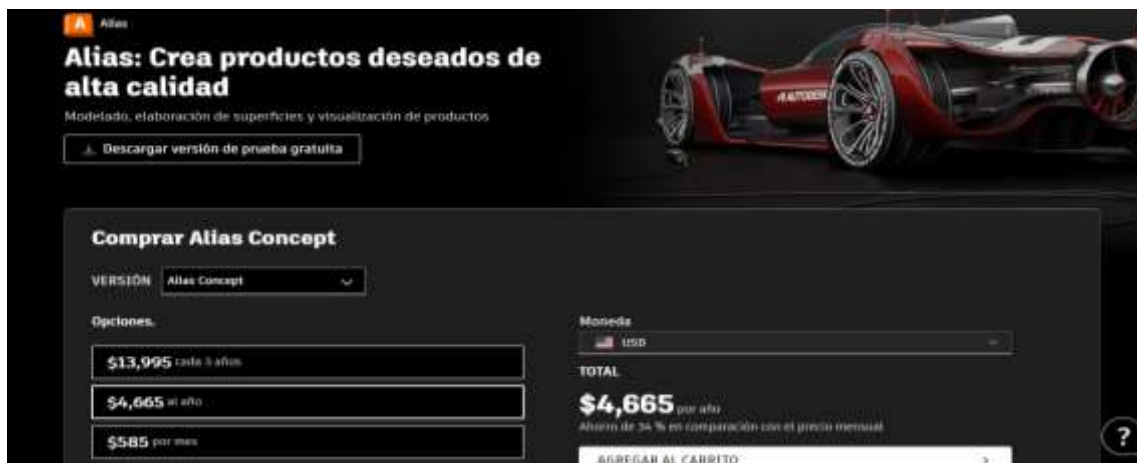 Alias
Alias: Crea productos deseados de
alta calidad
Modelado, elaboración de superficies y visualización de productos
Descargar versión de prueba gratuita
AUTODESK
Comprar Alias Concept
VERSIÓN Alias Concept
Opciones.
$13,995 cada 3 años
$4,665 al año
$585 por mes
Moneda
USD
TOTAL
$4,665 por año
Ahorro de 34 % en comparación con el precio mensual
AGREGAR AL CARRITO
?